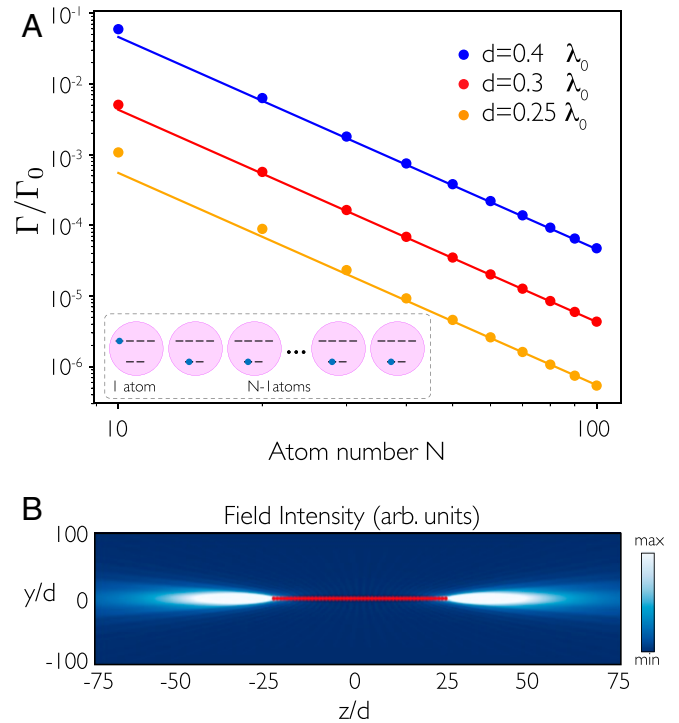 A
10⁻¹
10⁻²
10⁻³
10⁻⁴
10⁻⁵
10⁻⁶
Γ/Γ₀
d=0.4 λ₀
d=0.3 λ₀
d=0.25 λ₀
1 atom
N-1atoms
•••
10 100
Atom number N
B
Field Intensity (arb. units)
100
0
-100
y/d
max
min
-75 -50 -25 0 25 50 75
z/d